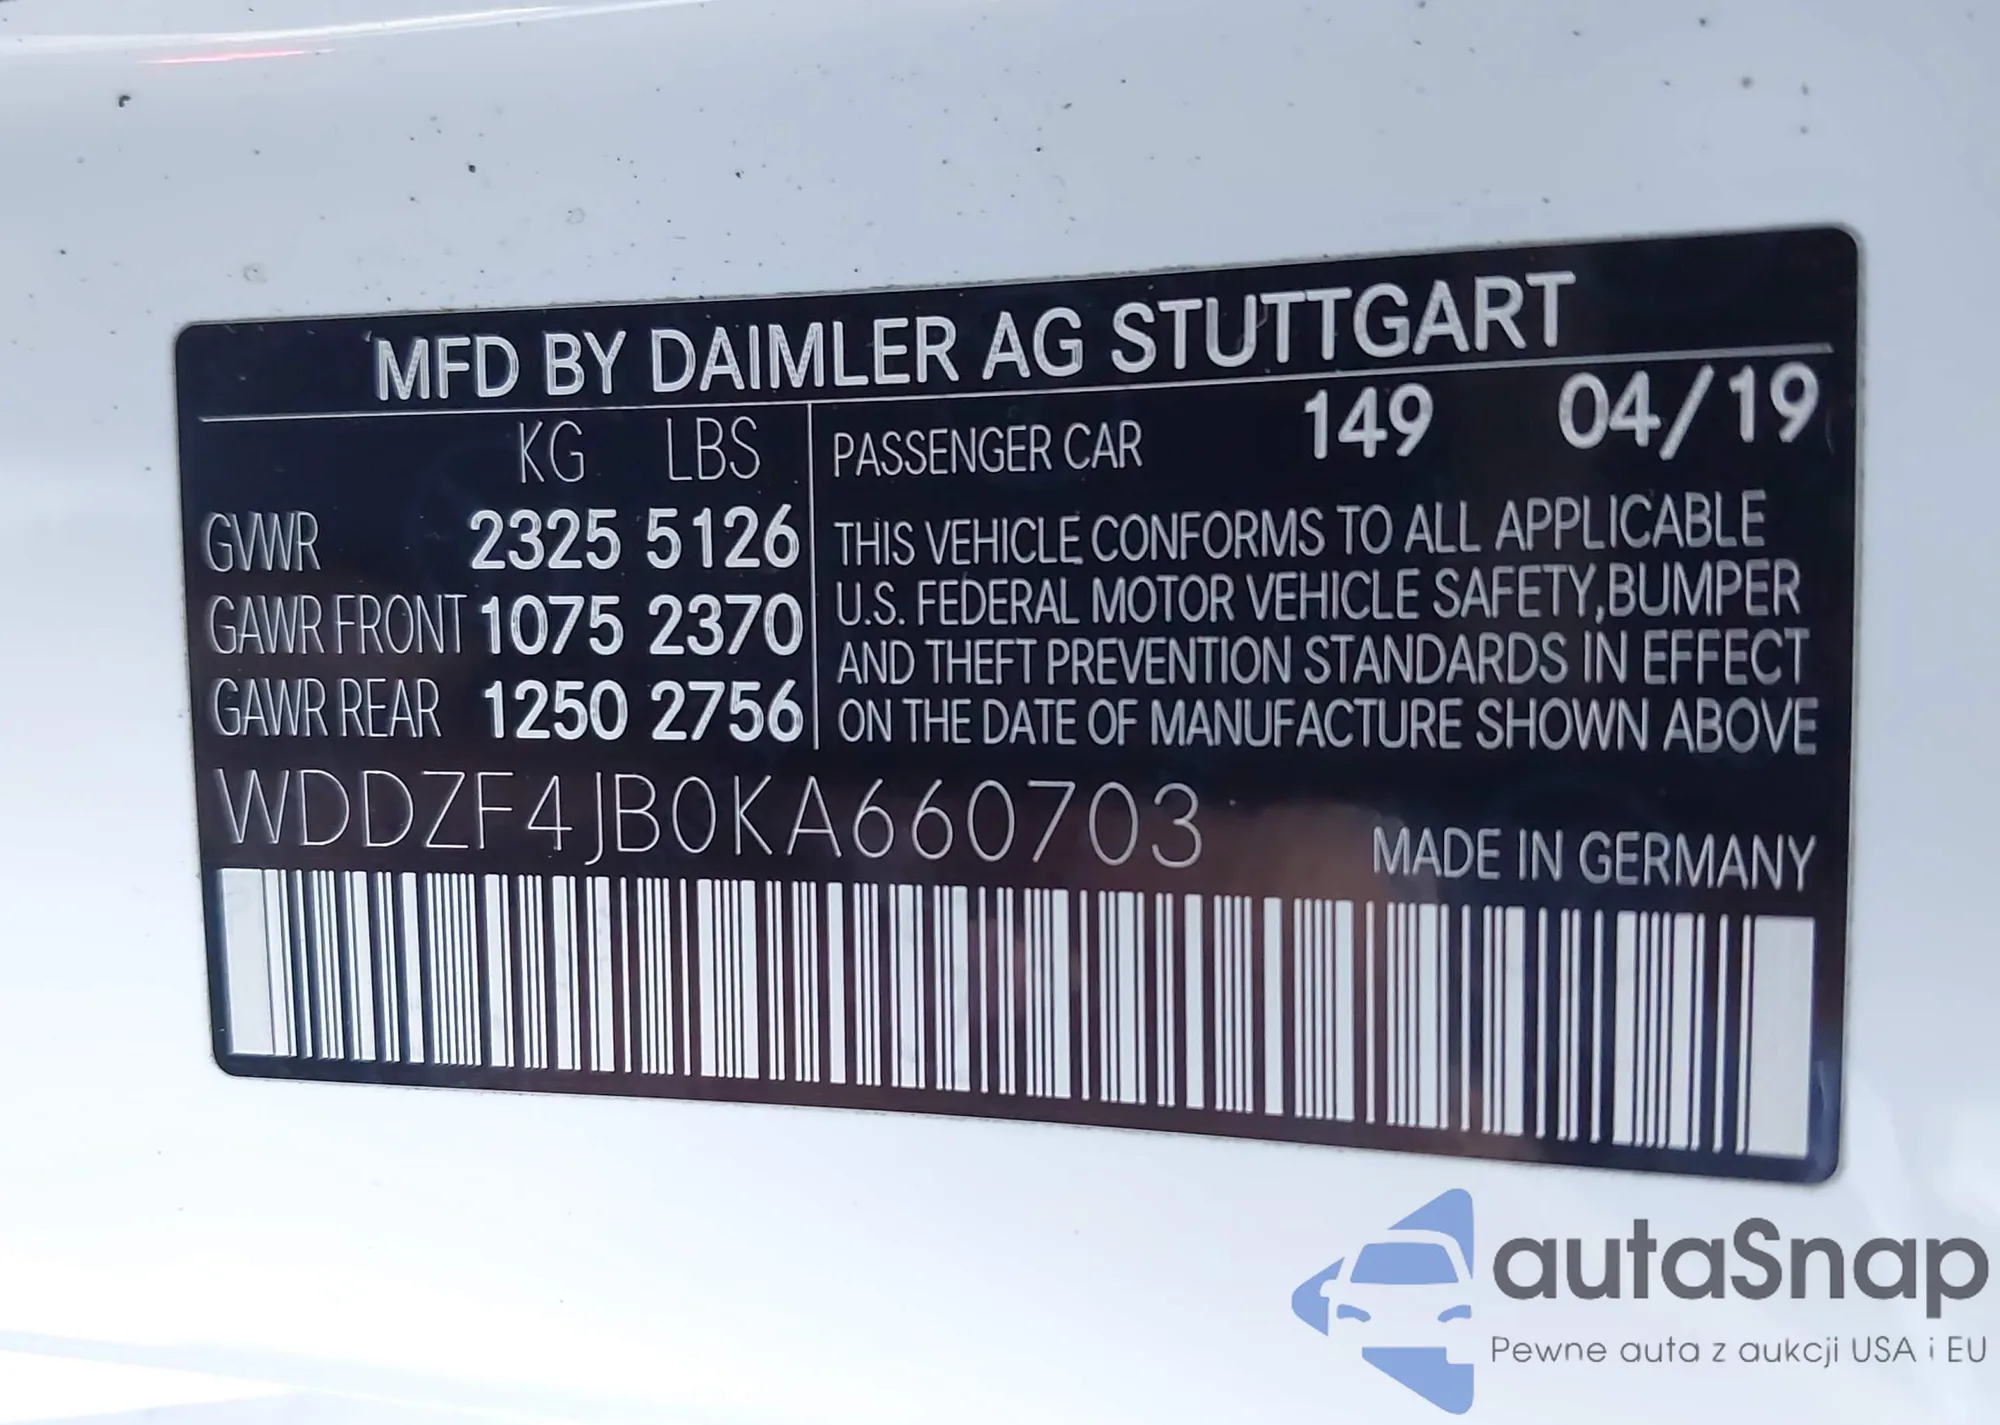 MFD BY DAIMLER AG STUTTGART
KG LBS
GVWR 2325 5126
GAWR FRONT 1075 2370
GAWR REAR 1250 2756
PASSENGER CAR 149 04/19
THIS VEHICLE CONFORMS TO ALL APPLICABLE
U.S. FEDERAL MOTOR VEHICLE SAFETY,BUMPER
AND THEFT PREVENTION STANDARDS IN EFFECT
ON THE DATE OF MANUFACTURE SHOWN ABOVE
WDDZF4JB0KA660703
MADE IN GERMANY
autaSnap
Pewne auta z aukcji USA i EU